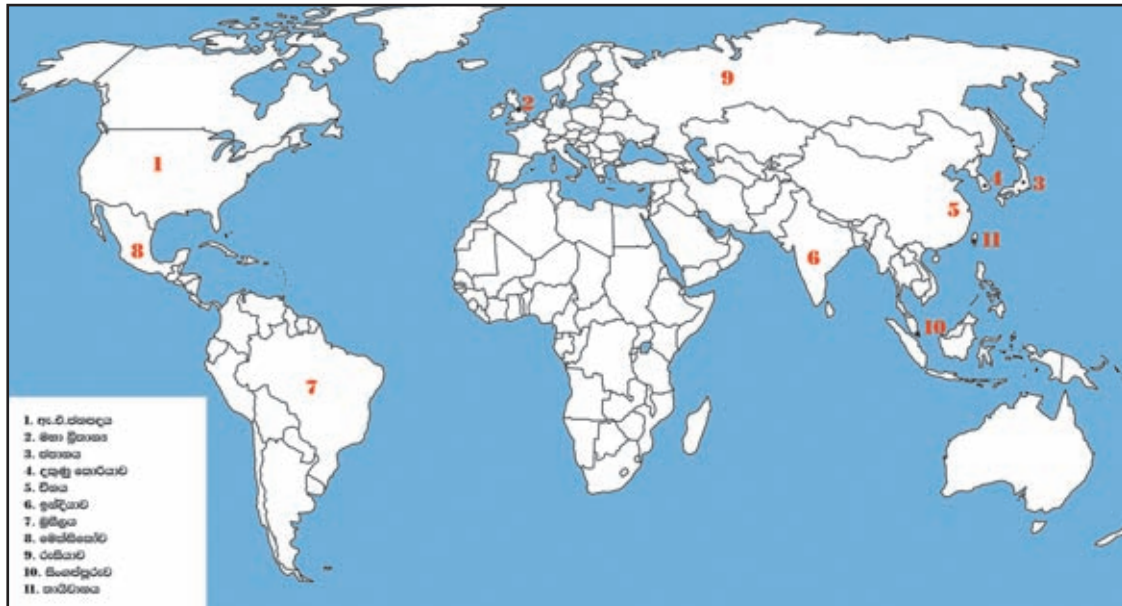 9
2
1
4
3
5
8
11
6
10
7
1. ඇ.එ.ජනපදය
2. මහා බ්‍රිතාන්‍ය
3. ජපානය
4. දකුණු කොරියාව
5. චීනය
6. ඉන්දියාව
7. බ්‍රසීලය
8. මෙක්සිකෝව
9. රුසියාව
10. සිංගප්පූරුව
11. තායිවානය